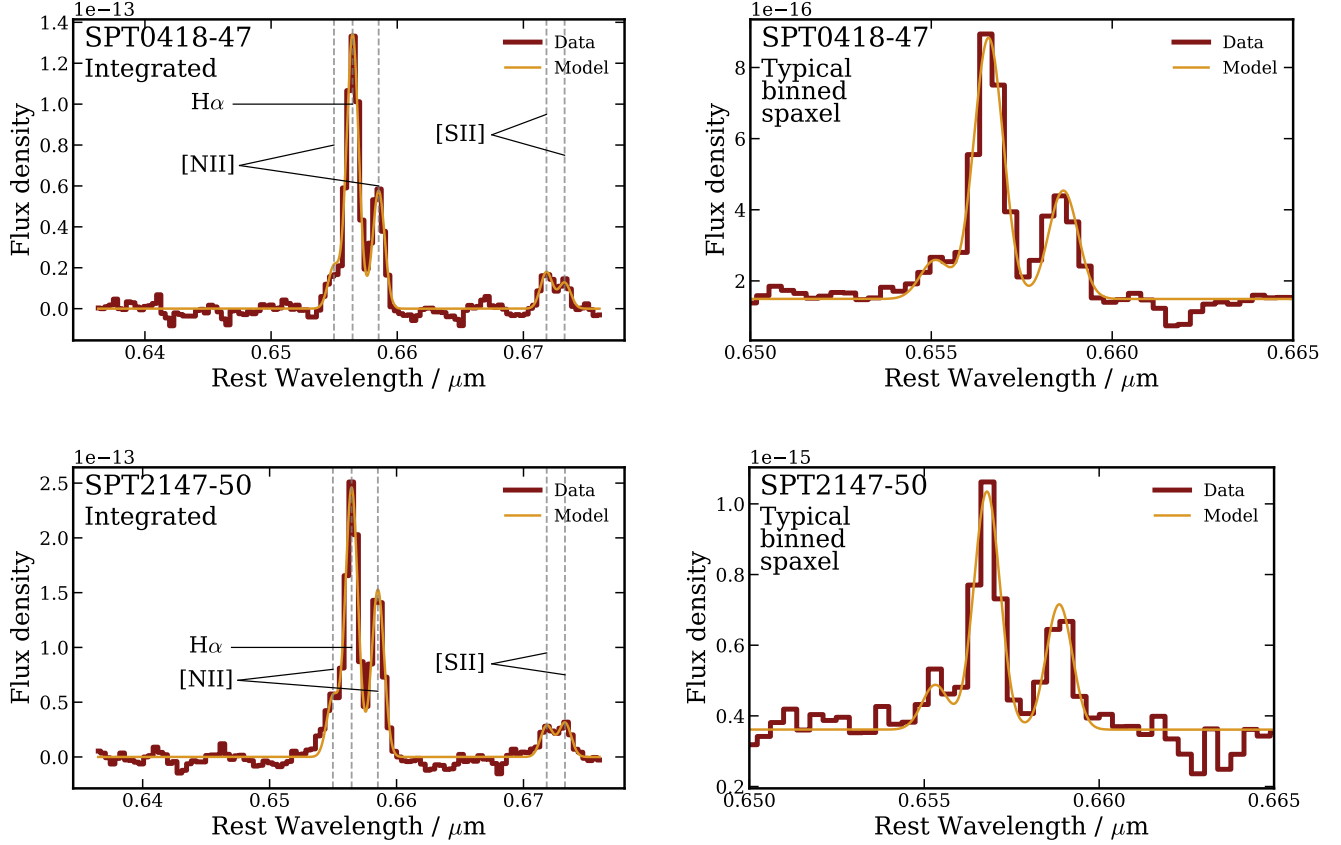 1e−13
SPT0418-47
Integrated
Data
Model
Hα
[NII]
[SII]
Flux density
1.4
1.2
1.0
0.8
0.6
0.4
0.2
0.0
0.64
0.65
0.66
0.67
Rest Wavelength / μm
1e−16
SPT0418-47
Typical
binned
spaxel
Data
Model
Flux density
8
6
4
2
0.650
0.655
0.660
0.665
Rest Wavelength / μm
1e−13
SPT2147-50
Integrated
Data
Model
Hα
[NII]
[SII]
Flux density
2.5
2.0
1.5
1.0
0.5
0.0
0.64
0.65
0.66
0.67
Rest Wavelength / μm
1e−15
SPT2147-50
Typical
binned
spaxel
Data
Model
Flux density
1.0
0.8
0.6
0.4
0.2
0.650
0.655
0.660
0.665
Rest Wavelength / μm